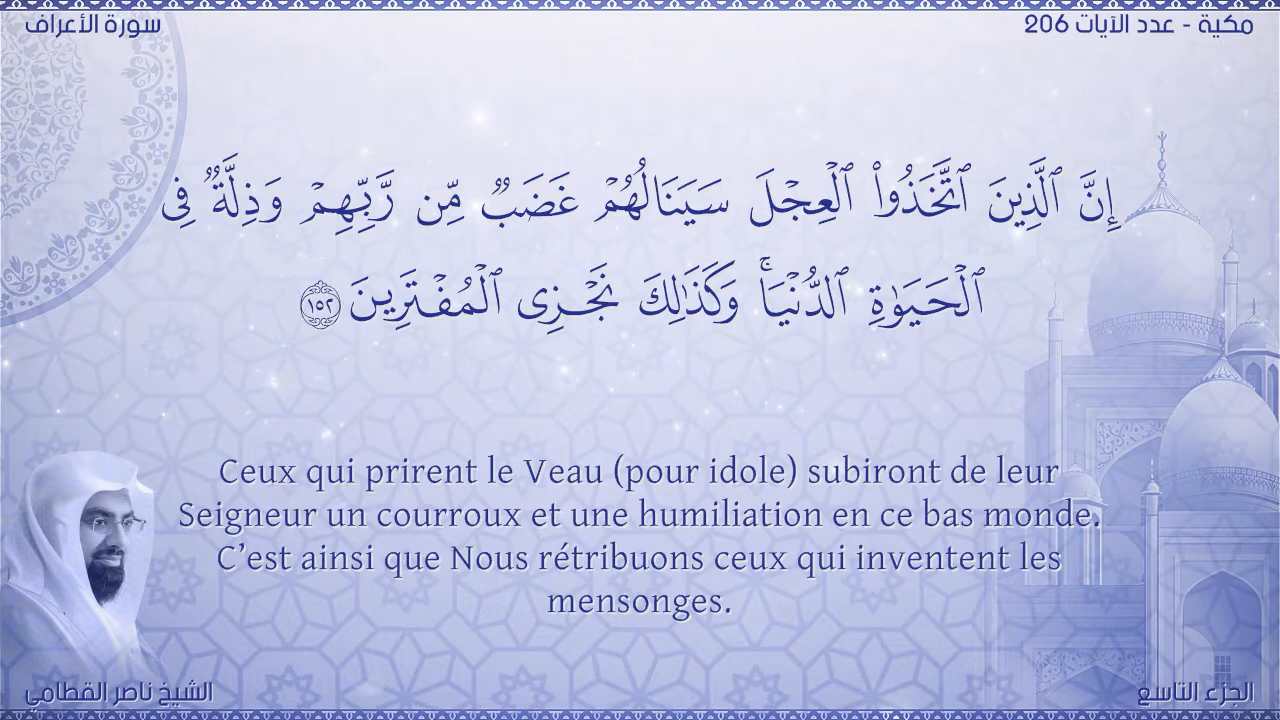 سورة الأعراف
مكية - عدد الآيات 206
إِنَّ ٱلَّذِينَ ٱتَّخَذُوا۟ ٱلْعِجْلَ سَيَنَالُهُمْ غَضَبٌ مِّن رَّبِّهِمْ وَذِلَّةٌ فِى
ٱلْحَيَوٰةِ ٱلدُّنْيَا ۚ وَكَذَٰلِكَ نَجْزِى ٱلْمُفْتَرِينَ ١٥٢
Ceux qui prirent le Veau (pour idole) subiront de leur
Seigneur un courroux et une humiliation en ce bas monde.
C’est ainsi que Nous rétribuons ceux qui inventent les
mensonges.
الشيخ ناصر القطامي
الجزء التاسع